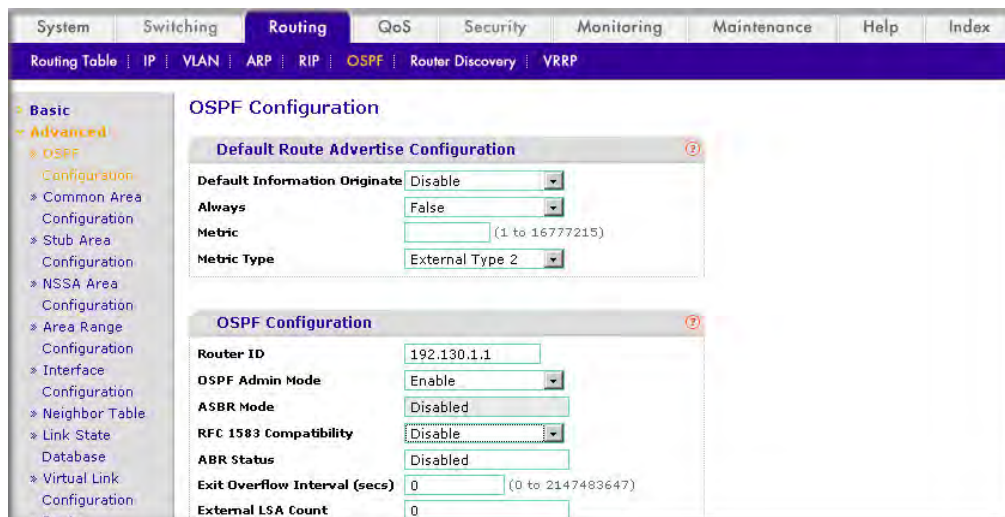 System Switching Routing QoS Security Monitoring Maintenance Help Index
Routing Table IP VLAN ARP RIP OSPF Router Discovery VRRP
Basic
Advanced
» OSPF
Configuration
» Common Area
Configuration
» Stub Area
Configuration
» NSSA Area
Configuration
» Area Range
Configuration
» Interface
Configuration
» Neighbor Table
» Link State
Database
» Virtual Link
Configuration
OSPF Configuration
Default Route Advertise Configuration ?
Default Information Originate Disable
Always False
Metric (1 to 16777215)
Metric Type External Type 2
OSPF Configuration ?
Router ID 192.130.1.1
OSPF Admin Mode Enable
ASBR Mode Disabled
RFC 1583 Compatibility Disable
ABR Status Disabled
Exit Overflow Interval (secs) 0 (0 to 2147483647)
External LSA Count 0